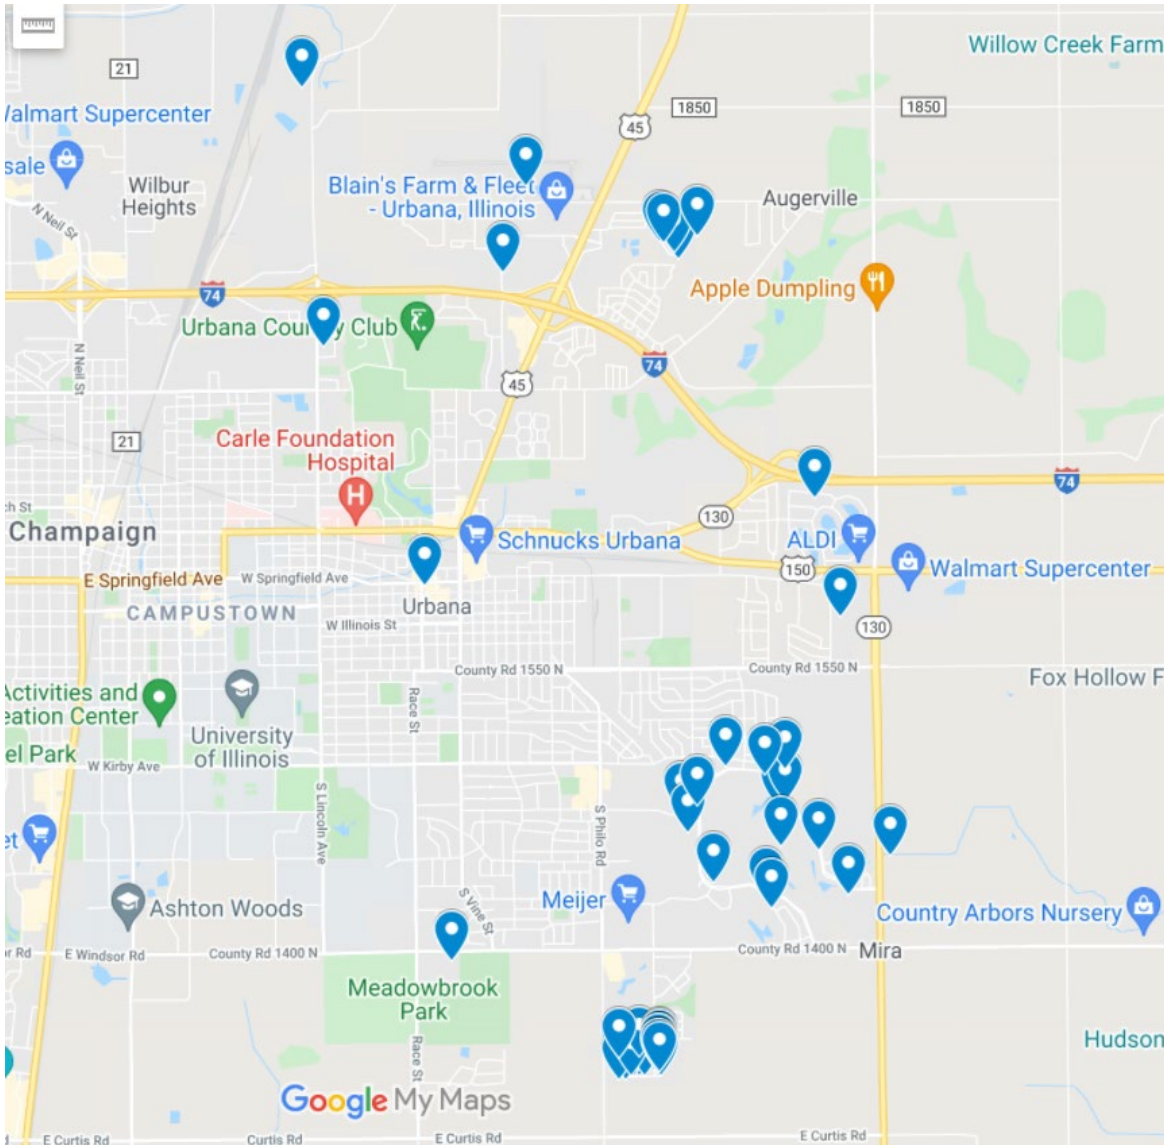 Willow Creek Farm
21
1850
1850
Walmart Supercenter
45
sale
Wilbur
Heights
Blain's Farm & Fleet
- Urbana, Illinois
Augerville
N Neil St
Apple Dumpling
74
Urbana Country Club
74
N Neil St
45
21
Carle Foundation
Hospital
H
74
ch St
130
Champaign
Schnucks Urbana
ALDI
E Springfield Ave
W Springfield Ave
150
Walmart Supercenter
Urbana
CAMPUSTOWN
W Illinois St
130
County Rd 1550 N
County Rd 1550 N
Fox Hollow F
Activities and
eation Center
Race St
University
of Illinois
el Park
W Kirby Ave
S Lincoln Ave
S Philo Rd
et
Meijer
S Vine St
Ashton Woods
Country Arbors Nursery
or Rd
E Windsor Rd
County Rd 1400 N
County Rd 1400 N
Mira
Meadowbrook
Park
Race St
Hudson
Google My Maps
d
E Curtis Rd
Curtis Rd
E Curtis Rd
E Curtis Rd